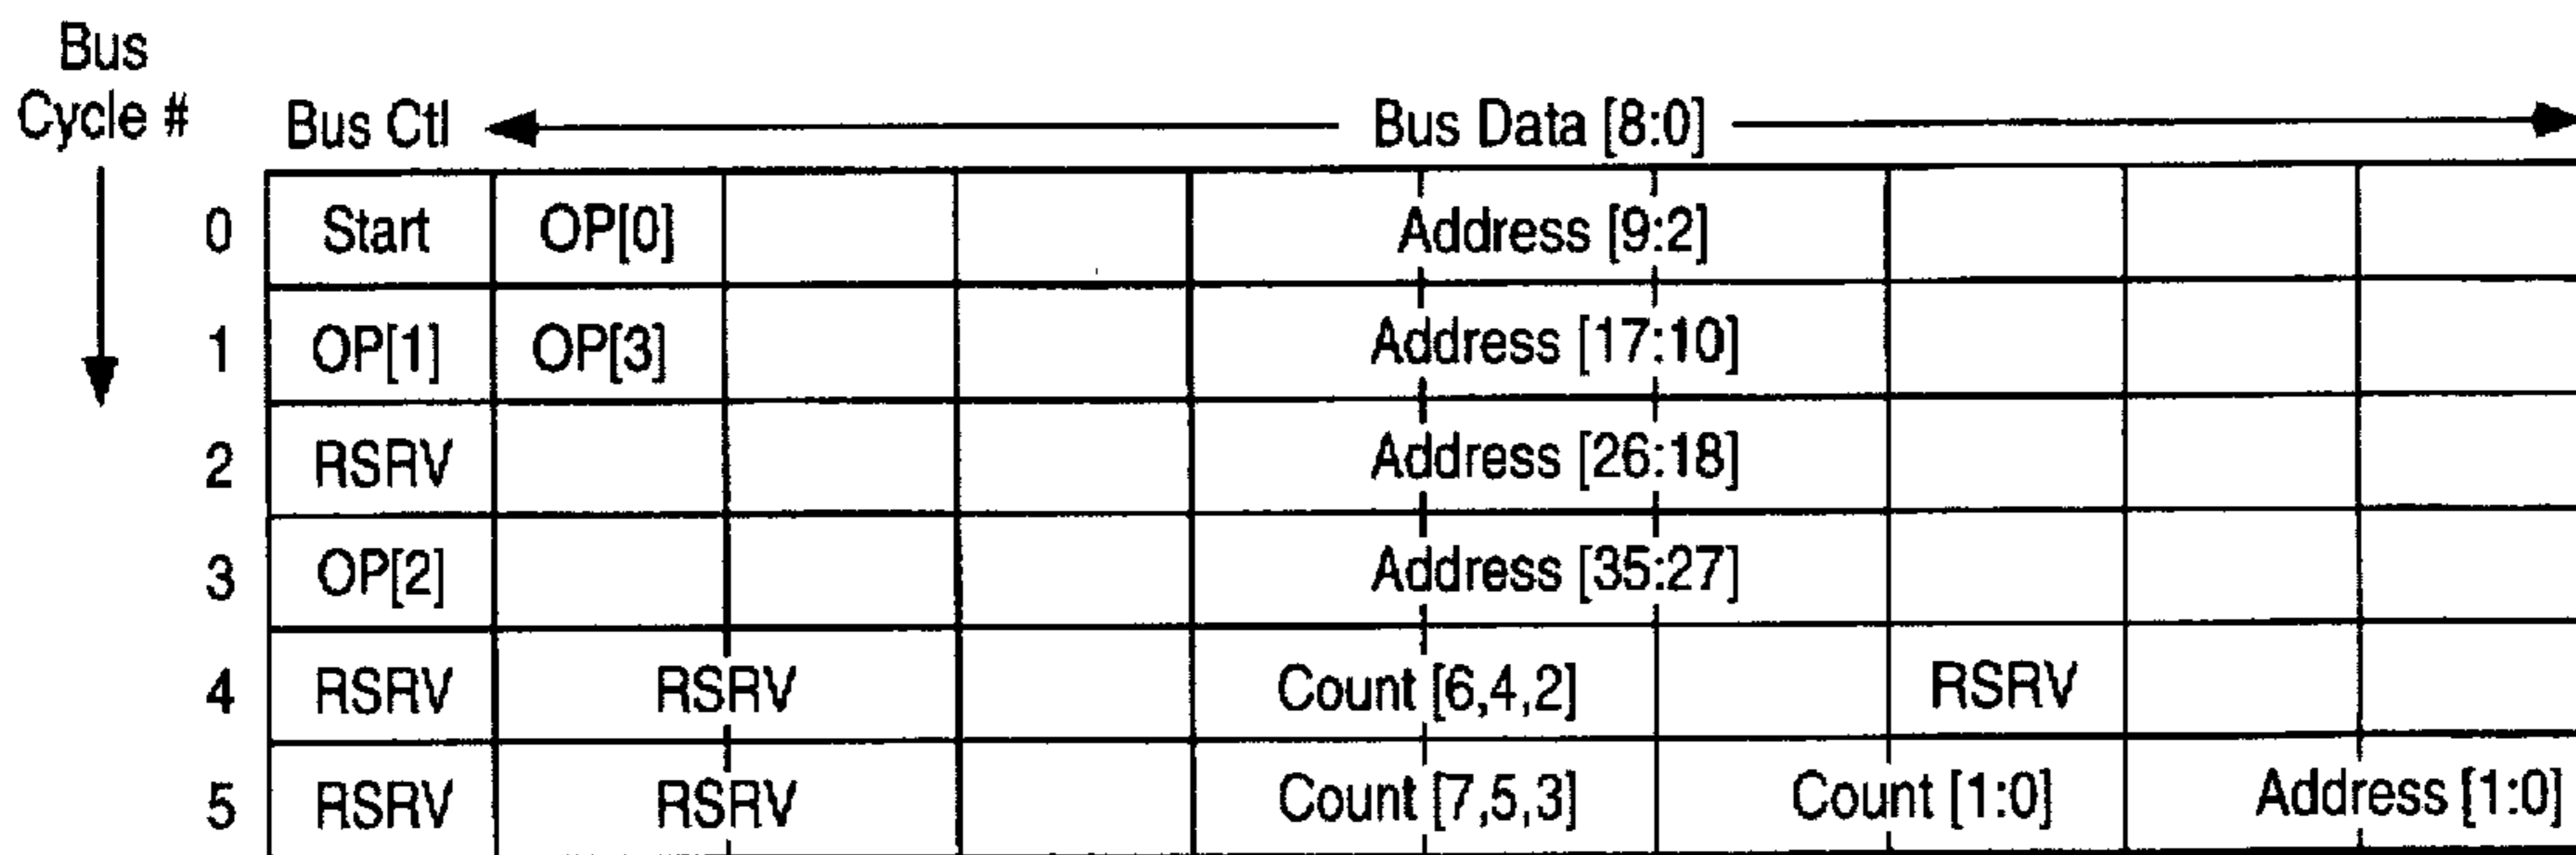 Bus
Cycle #
Bus Ctl Bus Data [8:0]
0 Start OP[0] Address [9:2]
1 OP[1] OP[3] Address [17:10]
2 RSRV Address [26:18]
3 OP[2] Address [35:27]
4 RSRV RSRV Count [6,4,2] RSRV
5 RSRV RSRV Count [7,5,3] Count [1:0] Address [1:0]